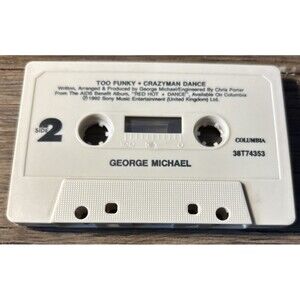 TOO FUNKY • CRAZYMAN DANCE
Written, Arranged & Produced by George Michael/Engineered By Chris Porter
From The AIDS Benefit Album, "RED HOT + DANCE", Available On Columbia
℗1992 Sony Music Entertainment (United Kingdom) Ltd.
SIDE 2
COLUMBIA
38T74353
GEORGE MICHAEL